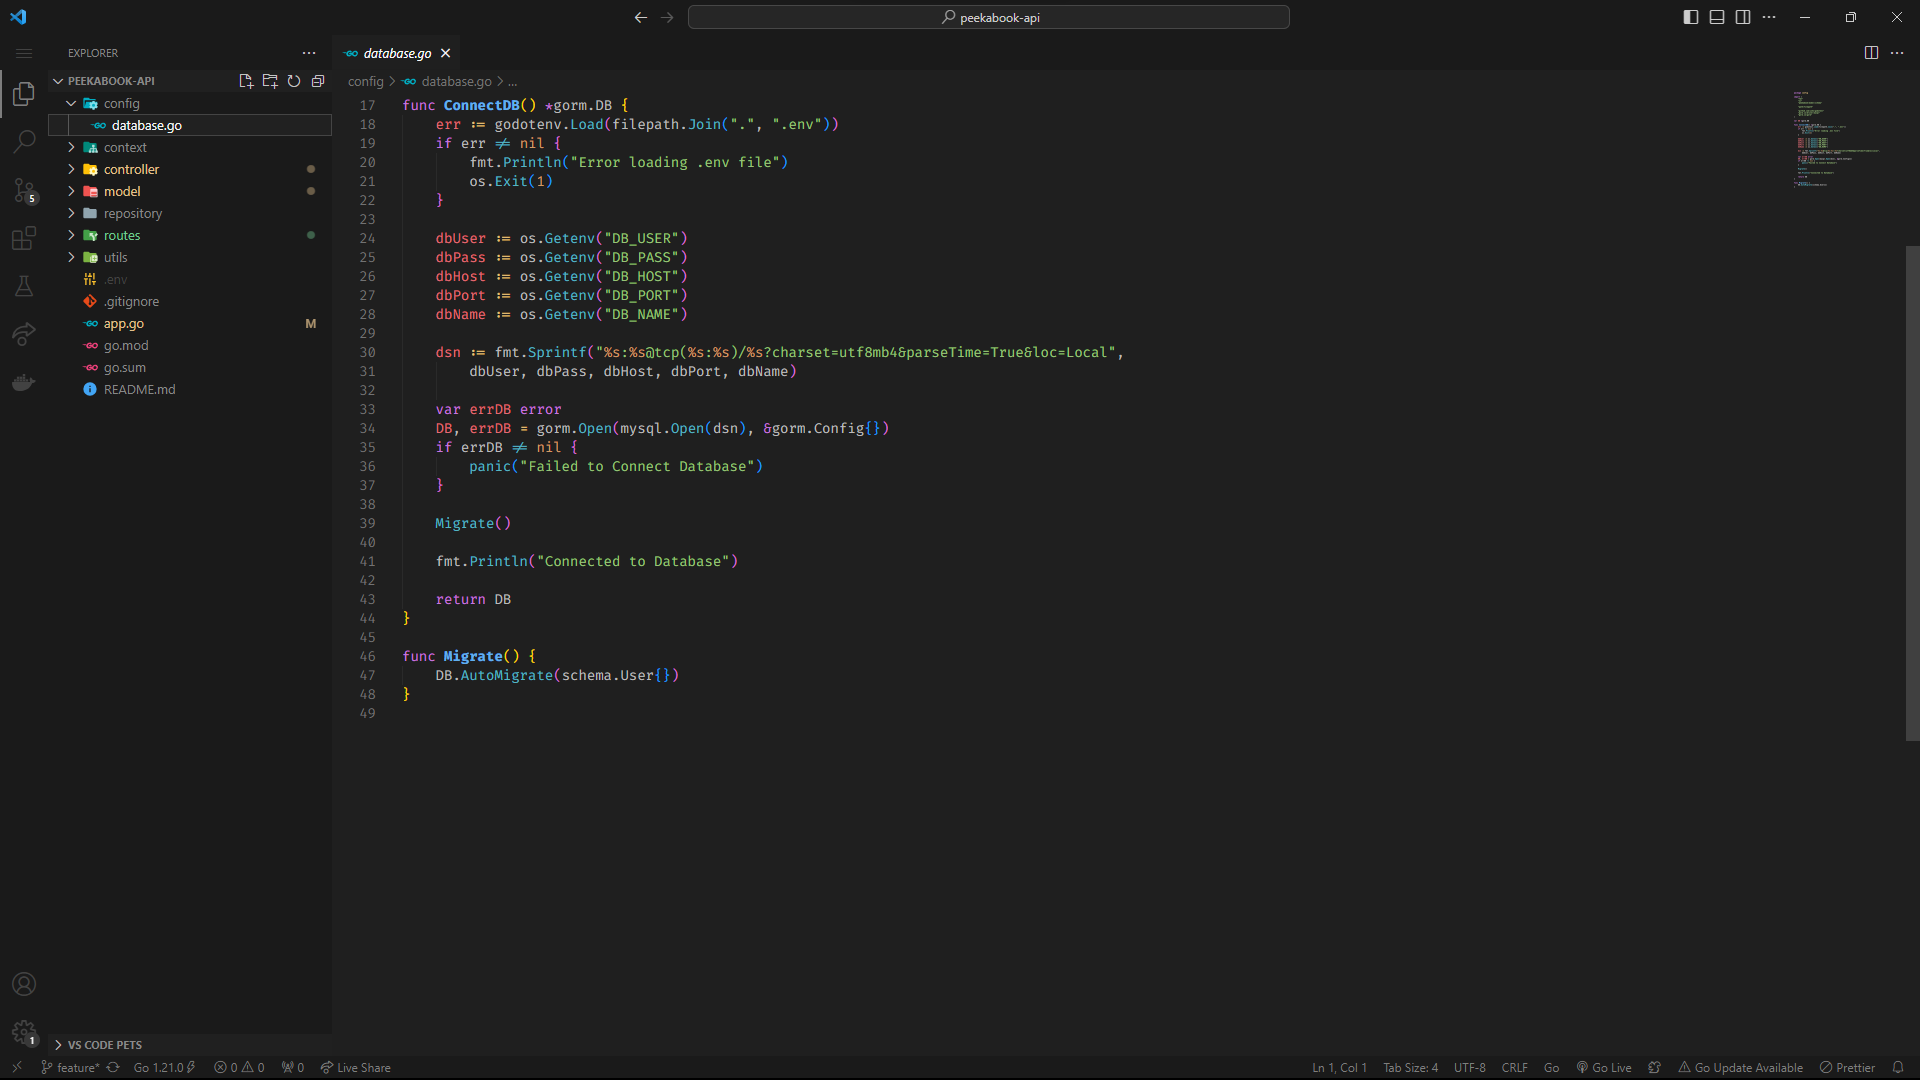 peekabook-api
EXPLORER
database.go
PEEKABOOK-API
config
database.go
context
controller
model
repository
routes
utils
.env
.gitignore
app.go M
go.mod
go.sum
README.md
VS CODE PETS
5
1
config > database.go > ...
17 func ConnectDB() *gorm.DB {
18 err := godotenv.Load(filepath.Join(".", ".env"))
19 if err != nil {
20 fmt.Println("Error loading .env file")
21 os.Exit(1)
22 }
23
24 dbUser := os.Getenv("DB_USER")
25 dbPass := os.Getenv("DB_PASS")
26 dbHost := os.Getenv("DB_HOST")
27 dbPort := os.Getenv("DB_PORT")
28 dbName := os.Getenv("DB_NAME")
29
30 dsn := fmt.Sprintf("%s:%s@tcp(%s:%s)/%s?charset=utf8mb4&parseTime=True&loc=Local",
31 dbUser, dbPass, dbHost, dbPort, dbName)
32
33 var errDB error
34 DB, errDB = gorm.Open(mysql.Open(dsn), &gorm.Config{})
35 if errDB != nil {
36 panic("Failed to Connect Database")
37 }
38
39 Migrate()
40
41 fmt.Println("Connected to Database")
42
43 return DB
44 }
45
46 func Migrate() {
47 DB.AutoMigrate(schema.User{})
48 }
49
feature* Go 1.21.0 0 0 0 Live Share Ln 1, Col 1 Tab Size: 4 UTF-8 CRLF Go Go Live Go Update Available Prettier